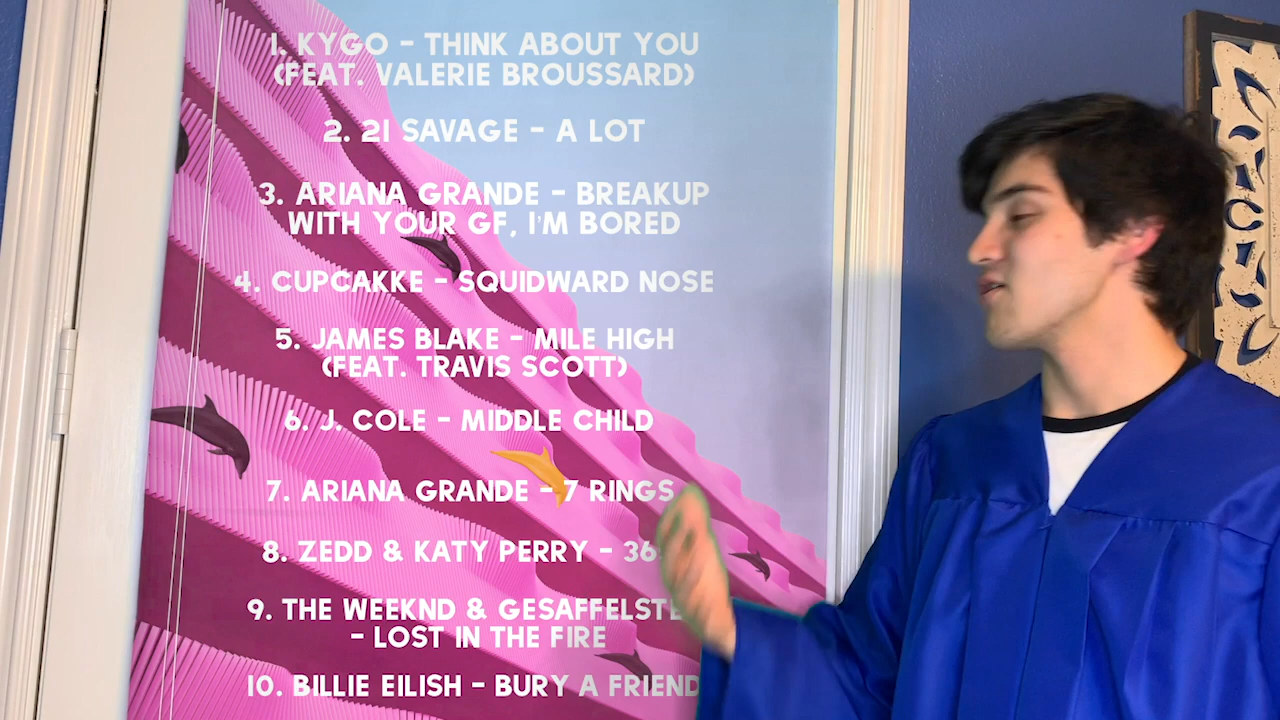 1. KYGO - THINK ABOUT YOU
(FEAT. VALERIE BROUSSARD)
2. 21 SAVAGE - A LOT
3. ARIANA GRANDE - BREAKUP
WITH YOUR GF, I'M BORED
4. CUPCAKKE - SQUIDWARD NOSE
5. JAMES BLAKE - MILE HIGH
(FEAT. TRAVIS SCOTT)
6. J. COLE - MIDDLE CHILD
7. ARIANA GRANDE - 7 RINGS
8. ZEDD & KATY PERRY - 36
9. THE WEEKND & GESAFFELSTE
- LOST IN THE FIRE
10. BILLIE EILISH - BURY A FRIEND